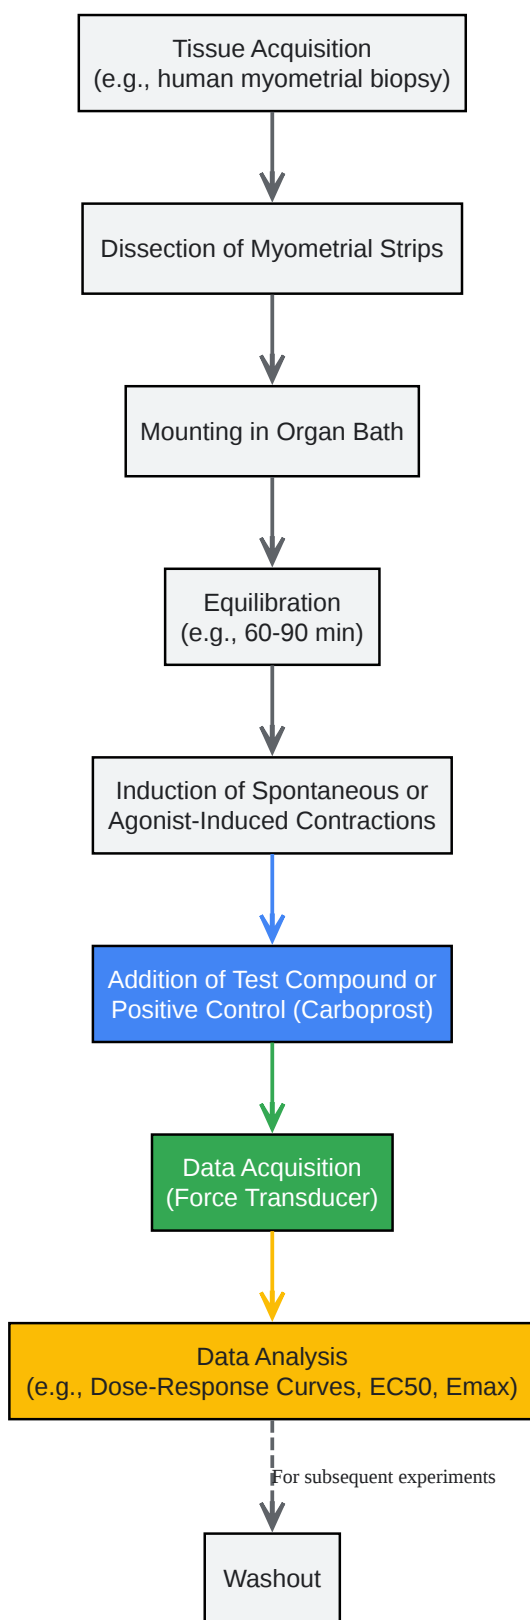 Tissue Acquisition
(e.g., human myometrial biopsy)
Dissection of Myometrial Strips
Mounting in Organ Bath
Equilibration
(e.g., 60-90 min)
Induction of Spontaneous or
Agonist-Induced Contractions
Addition of Test Compound or
Positive Control (Carboprost)
Data Acquisition
(Force Transducer)
Data Analysis
(e.g., Dose-Response Curves, EC50, Emax)
For subsequent experiments
Washout